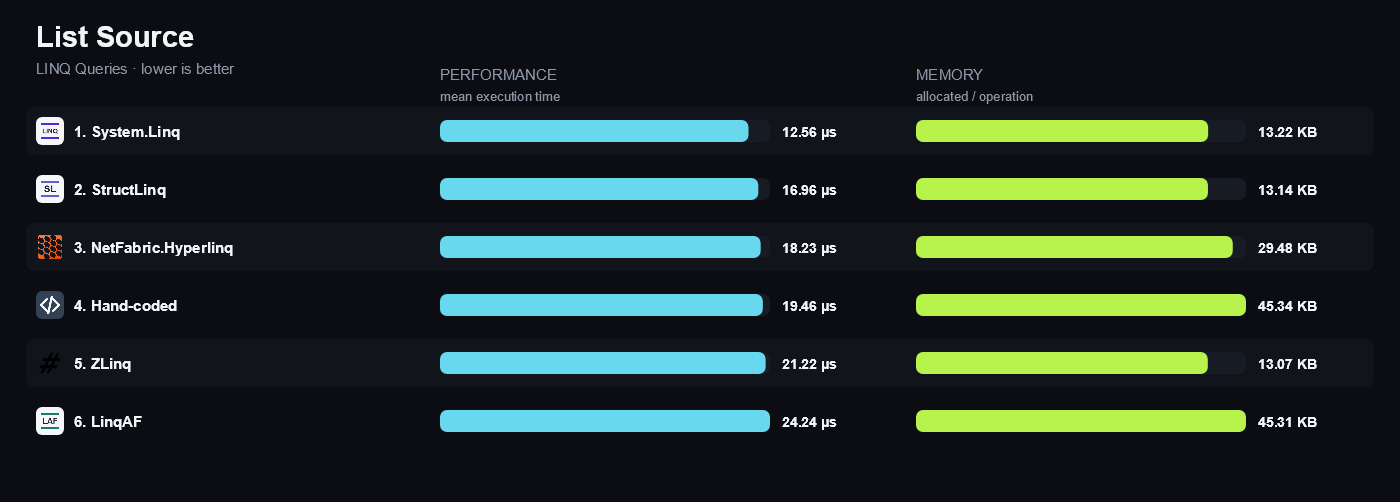 List Source
LINQ Queries · lower is better
PERFORMANCE
mean execution time
MEMORY
allocated / operation
LINQ 1. System.Linq 12.56 µs 13.22 KB
SL 2. StructLinq 16.96 µs 13.14 KB
3. NetFabric.Hyperlinq 18.23 µs 29.48 KB
</> 4. Hand-coded 19.46 µs 45.34 KB
# 5. ZLinq 21.22 µs 13.07 KB
LAF 6. LinqAF 24.24 µs 45.31 KB